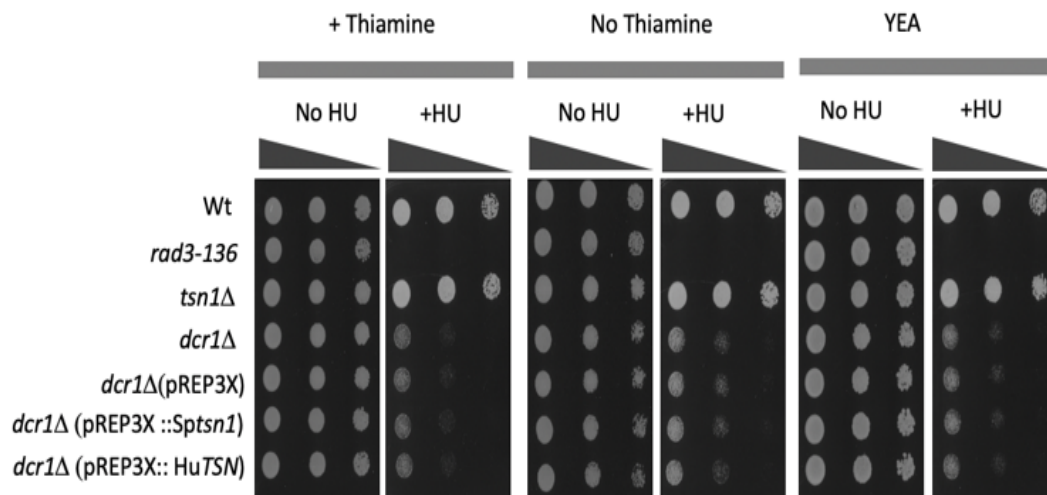 + Thiamine No Thiamine YEA
No HU +HU No HU +HU No HU +HU
Wt
rad3-136
tsn1Δ
dcr1Δ
dcr1Δ(pREP3X)
dcr1Δ (pREP3X ::Sptsn1)
dcr1Δ (pREP3X:: HuTSN)